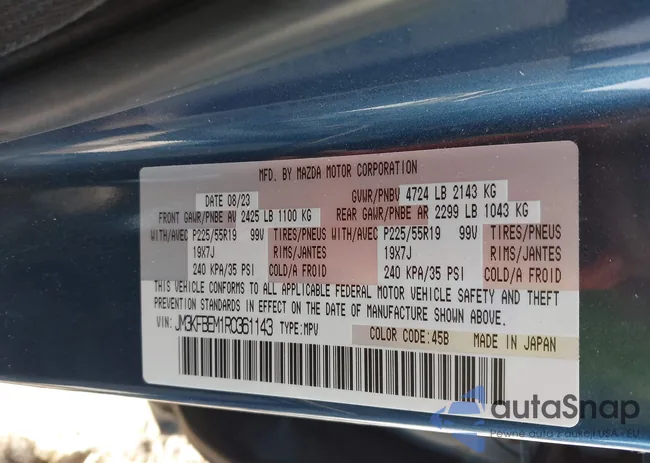 MFD. BY MAZDA MOTOR CORPORATION
DATE 08/23 GVWR/PNBV 4724 LB 2143 KG
FRONT GAWR/PNBE AV 2425 LB 1100 KG REAR GAWR/PNBE AR 2299 LB 1043 KG
WITH/AVEC P225/55R19 99V TIRES/PNEUS WITH/AVEC P225/55R19 99V TIRES/PNEUS
19X7J RIMS/JANTES 19X7J RIMS/JANTES
240 KPA/35 PSI COLD/A FROID 240 KPA/35 PSI COLD/A FROID
THIS VEHICLE CONFORMS TO ALL APPLICABLE FEDERAL MOTOR VEHICLE SAFETY AND THEFT
PREVENTION STANDARDS IN EFFECT ON THE DATE OF MANUFACTURE SHOWN ABOVE.
VIN: JM3KFBEM1R0361143 TYPE: MPV COLOR CODE: 45B MADE IN JAPAN
autoSnap
Pewne auta z aukcji USA - EU